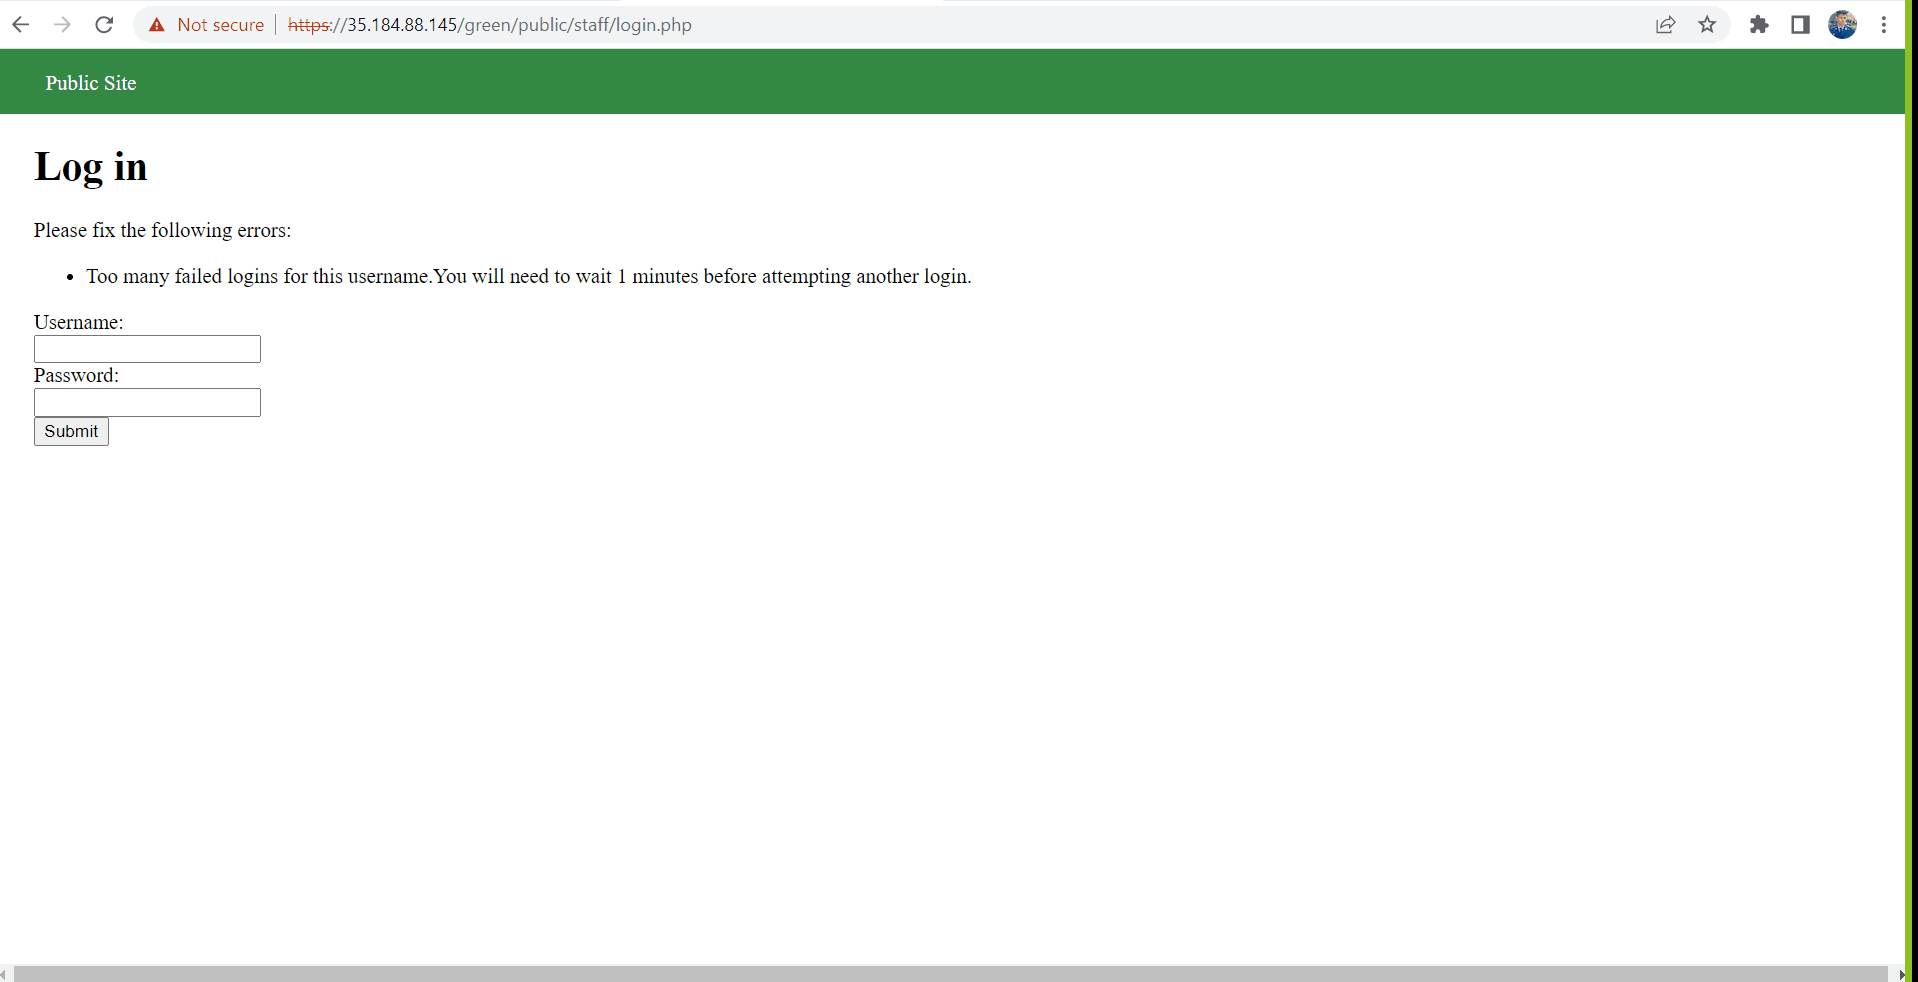 Not secure https://35.184.88.145/green/public/staff/login.php
Public Site
Log in
Please fix the following errors:
Too many failed logins for this username.You will need to wait 1 minutes before attempting another login.
Username:
Password:
Submit